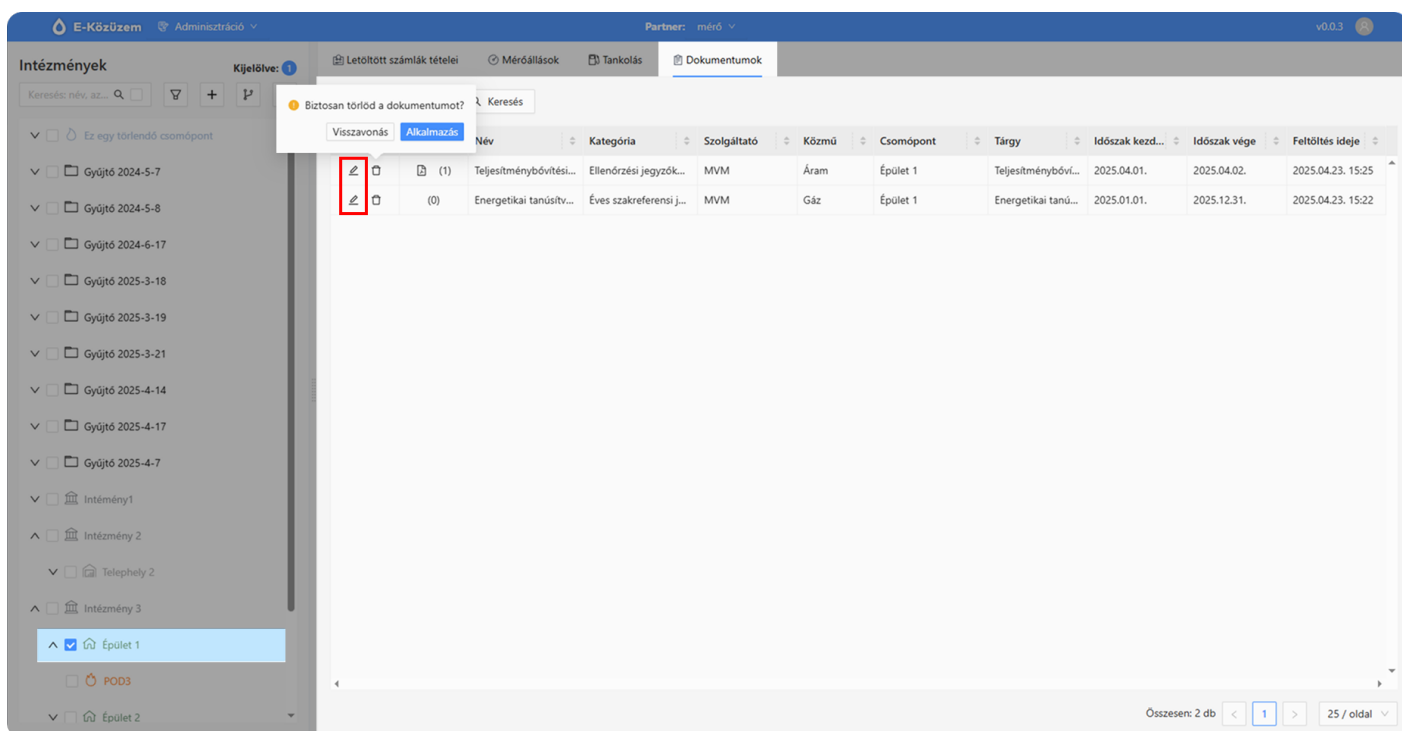 E-Közüzem Adminisztráció Partner: mérő v0.0.3
Intézmények Kijelölve: 1
Keresés: név, az...
Letöltött számlák tételei Mérőállások Tankolás Dokumentumok
Biztosan törlöd a dokumentumot?
Visszavonás Alkalmazás
Keresés
Név Kategória Szolgáltató Közmű Csomópont Tárgy Időszak kezd... Időszak vége Feltöltés ideje
(1) Teljesítménybővítési... Ellenőrzési jegyzők... MVM Áram Épület 1 Teljesítménybőví... 2025.04.01. 2025.04.02. 2025.04.23. 15:25
(0) Energetikai tanúsítv... Éves szakreferensi j... MVM Gáz Épület 1 Energetikai tanú... 2025.01.01. 2025.12.31. 2025.04.23. 15:22
Ez egy törlendő csomópont
Gyűjtő 2024-5-7
Gyűjtő 2024-5-8
Gyűjtő 2024-6-17
Gyűjtő 2025-3-18
Gyűjtő 2025-3-19
Gyűjtő 2025-3-21
Gyűjtő 2025-4-14
Gyűjtő 2025-4-17
Gyűjtő 2025-4-7
Intémény1
Intézmény 2
Telephely 2
Intézmény 3
Épület 1
POD3
Épület 2
Összesen: 2 db 1 25 / oldal